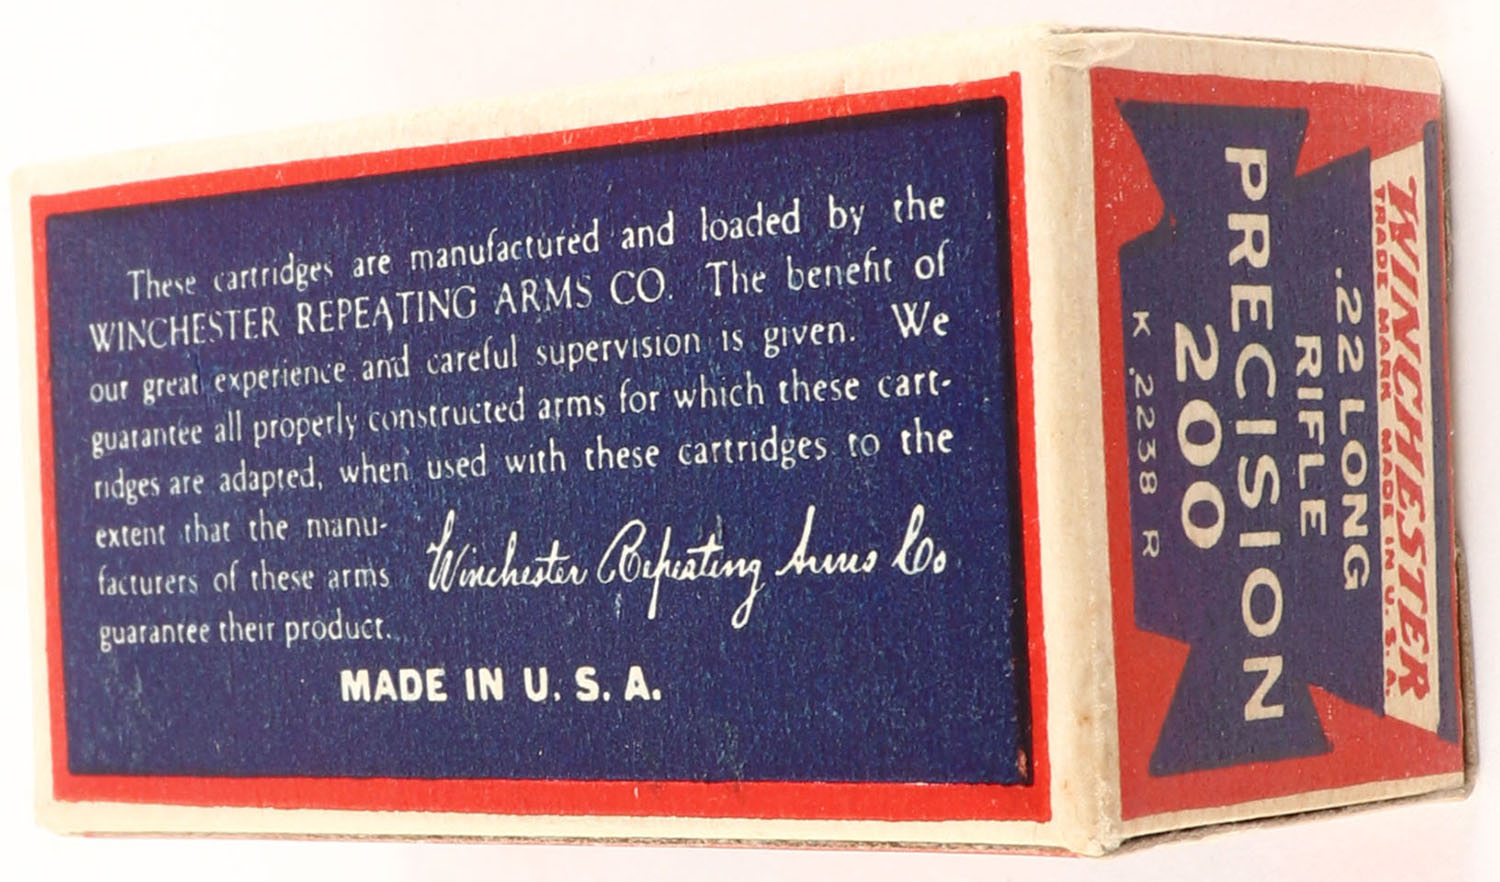 These cartridges are manufactured and loaded by the
WINCHESTER REPEATING ARMS CO. The benefit of
our great experience and careful supervision is given. We
guarantee all properly constructed arms for which these cart-
ridges are adapted, when used with these cartridges to the
extent that the manu-
facturers of these arms
guarantee their product.
Winchester Repeating Arms Co
MADE IN U. S. A.
WINCHESTER
TRADE MARK MADE IN U. S. A.
.22 LONG
RIFLE
PRECISION
200
K 2238 R